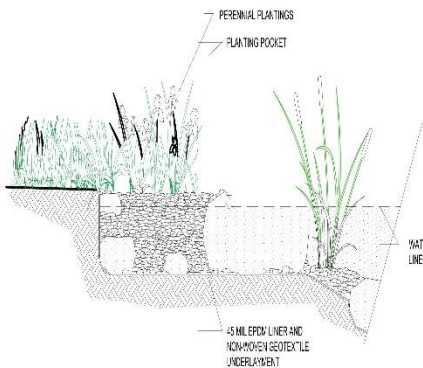 PERENNIAL PLANTINGS
PLANTING POCKET
WAT
LINE
45 MIL EPDM LINER AND
NON-WOVEN GEOTEXTILE
UNDERLAYMENT